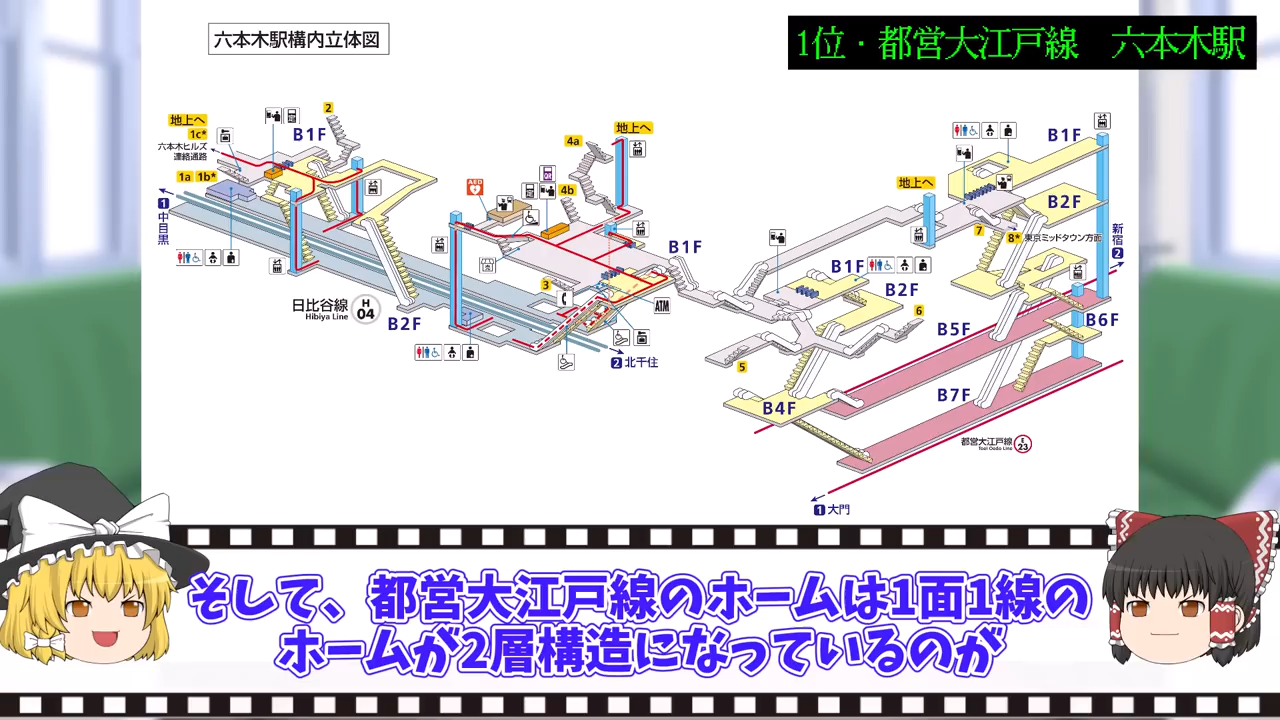 六本木駅構内立体図
1位・都営大江戸線　六本木駅
地上へ
1c*
六本木ヒルズ
連絡通路
1a 1b*
B1F
2
1
中目黒
日比谷線
Hibiya Line
H
04
B2F
AED
4a
4b
地上へ
3
B1F
ATM
2 北千住
地上へ
B1F
B2F
7
8* 東京ミッドタウン方面
新宿
2
B1F
B2F
6
5
B4F
B5F
B6F
B7F
都営大江戸線
Toei Oedo Line
E
23
1 大門
そして、都営大江戸線のホームは1面1線の
ホームが2層構造になっているのが